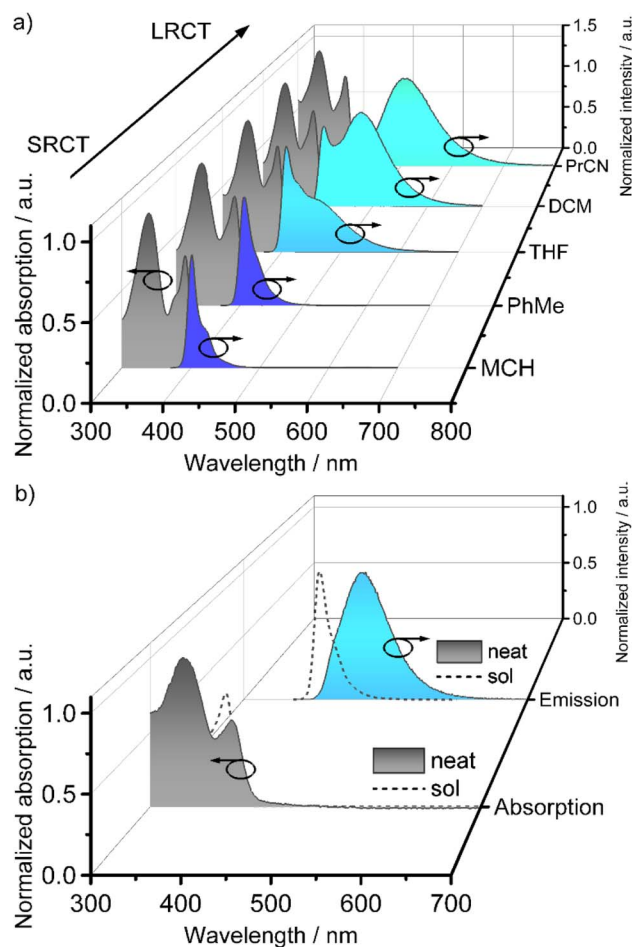 a)
LRCT
SRCT
Normalized absorption / a.u.
1.0
0.5
0.0
300 400 500 600 700 800
Wavelength / nm
1.5
1.0
0.5
0.0
Normalized intensity / a.u.
PrCN
DCM
THF
PhMe
MCH
b)
Normalized absorption / a.u.
1.0
0.5
0.0
300 400 500 600 700
Wavelength / nm
1.0
0.5
0.0
Normalized intensity / a.u.
neat
sol
Emission
neat
sol
Absorption